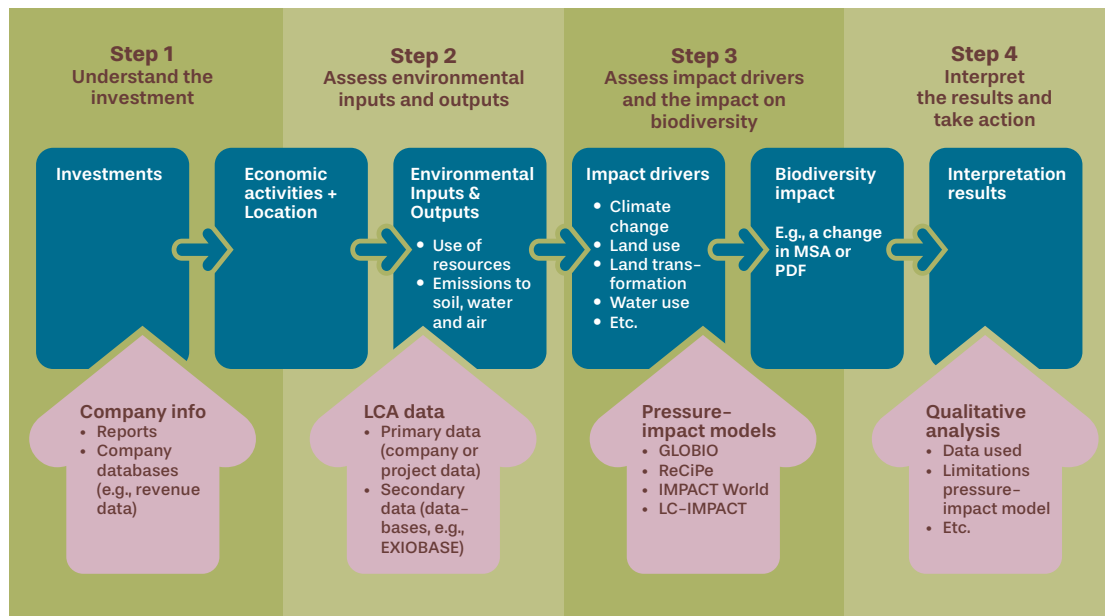 Step 1
Understand the
investment
Step 2
Assess environmental
inputs and outputs
Step 3
Assess impact drivers
and the impact on
biodiversity
Step 4
Interpret
the results and
take action
Investments
Economic
activities +
Location
Environmental
Inputs &
Outputs
• Use of
resources
• Emissions to
soil, water
and air
Impact drivers
• Climate
change
• Land use
• Land trans-
formation
• Water use
• Etc.
Biodiversity
impact
E.g., a change
in MSA or
PDF
Interpretation
results
Company info
• Reports
• Company
databases
(e.g., revenue
data)
LCA data
• Primary data
(company or
project data)
• Secondary
data (data-
bases, e.g.,
EXIOBASE)
Pressure-
impact models
• GLOBIO
• ReCiPe
• IMPACT World
• LC-IMPACT
Qualitative
analysis
• Data used
• Limitations
pressure-
impact model
• Etc.